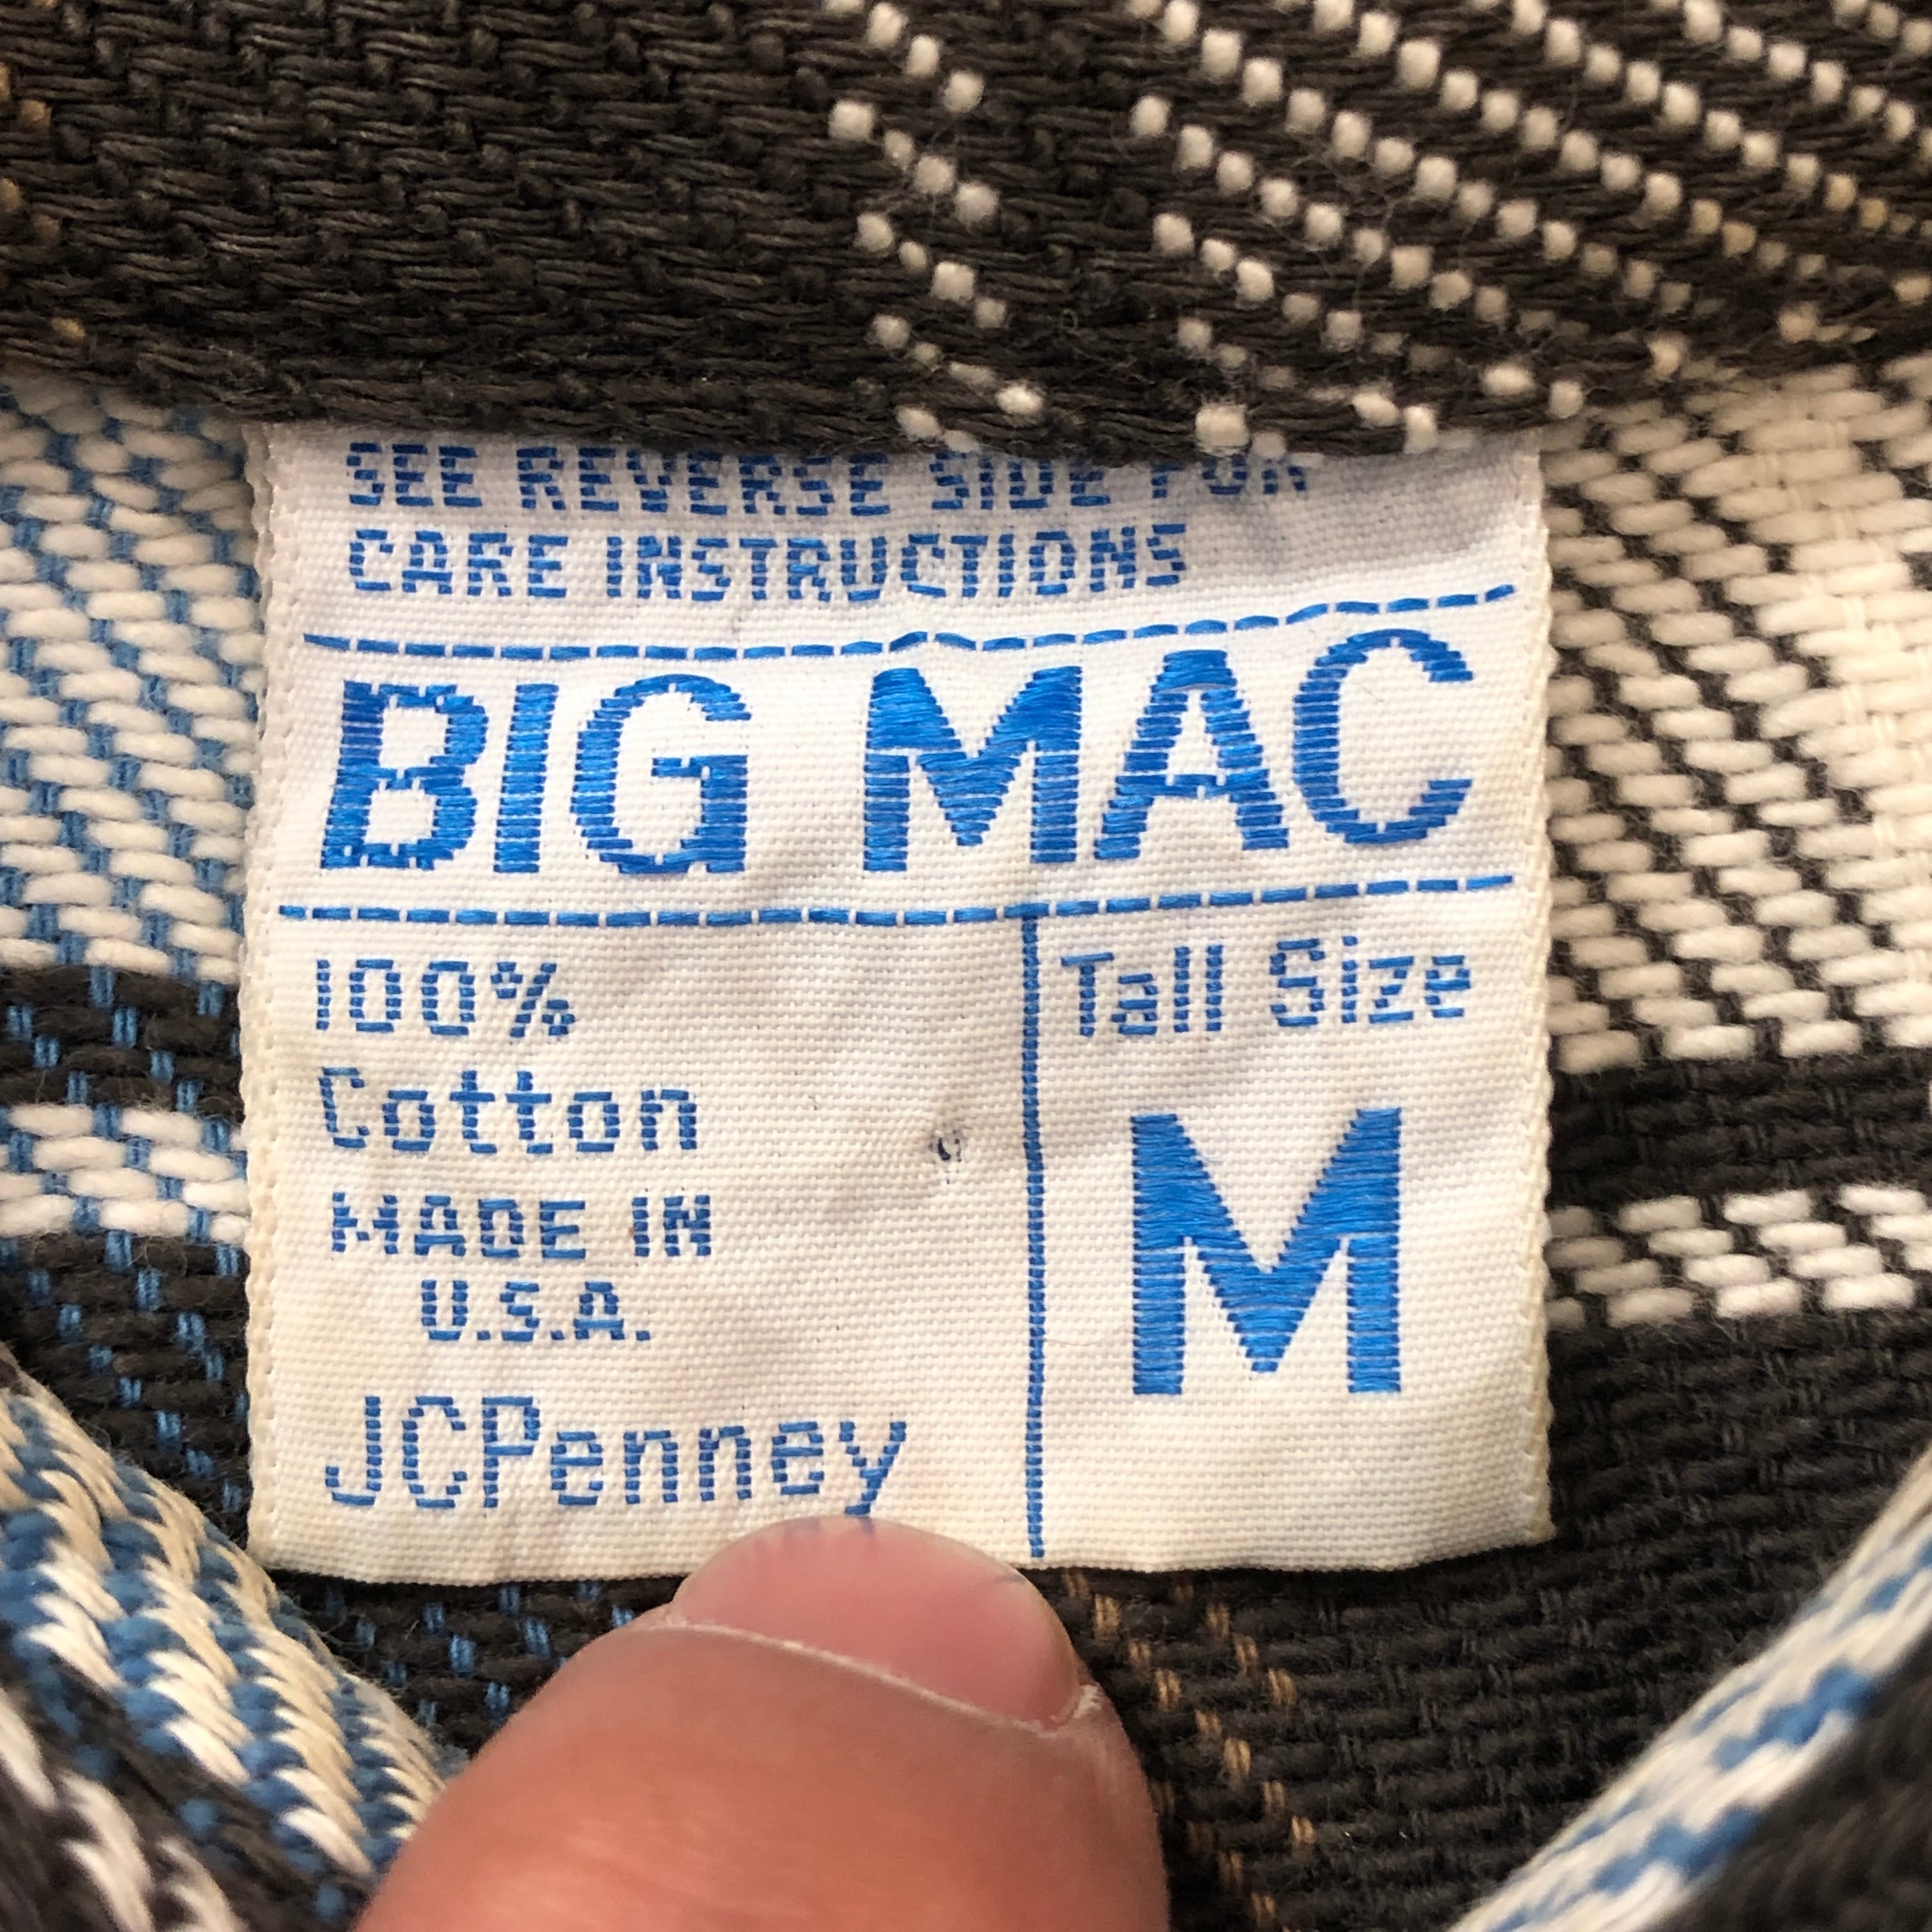 SEE REVERSE SIDE FOR
CARE INSTRUCTIONS
BIG MAC
100%
Cotton
MADE IN
U.S.A.
JCPenney
Tall Size
M